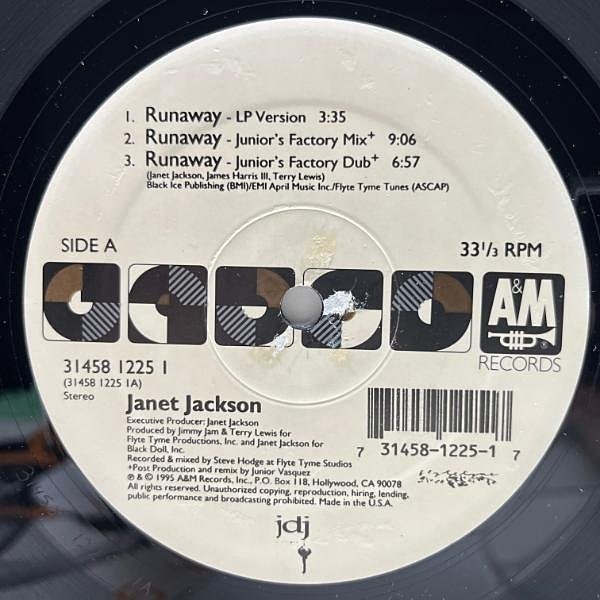 1. Runaway - LP Version 3:35
2. Runaway - Junior's Factory Mix+ 9:06
3. Runaway - Junior's Factory Dub+ 6:57
(Janet Jackson, James Harris III, Terry Lewis)
Black Ice Publishing (BMI)/EMI April Music Inc./Flyte Tyme Tunes (ASCAP)
SIDE A
33 1/3 RPM
A&M
RECORDS
31458 1225 1
(31458 1225 1A)
Stereo
Janet Jackson
Executive Producer: Janet Jackson
Produced by Jimmy Jam & Terry Lewis for
Flyte Tyme Productions, Inc. and Janet Jackson for
Black Doll, Inc.
Recorded & mixed by Steve Hodge at Flyte Tyme Studios
+Post Production and remix by Junior Vasquez
℗ & © 1995 A&M Records, Inc., P.O. Box 118, Hollywood, CA 90078
All rights reserved. Unauthorized copying, reproduction, hiring, lending,
public performance and broadcasting prohibited. Made in the U.S.A.
7 31458-1225-1 7
jdj